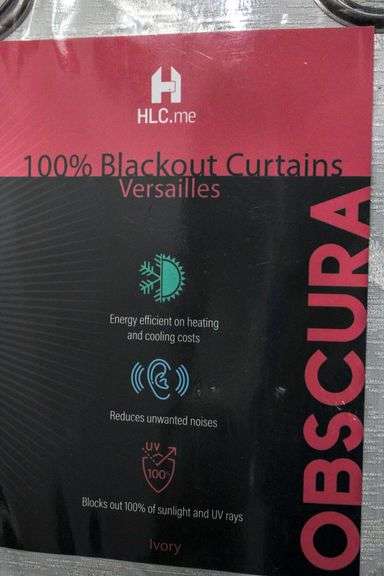 HLC.me
100% Blackout Curtains
Versailles
OBSCURA
Energy efficient on heating
and cooling costs
Reduces unwanted noises
UV
100%
Blocks out 100% of sunlight and UV rays
Ivory